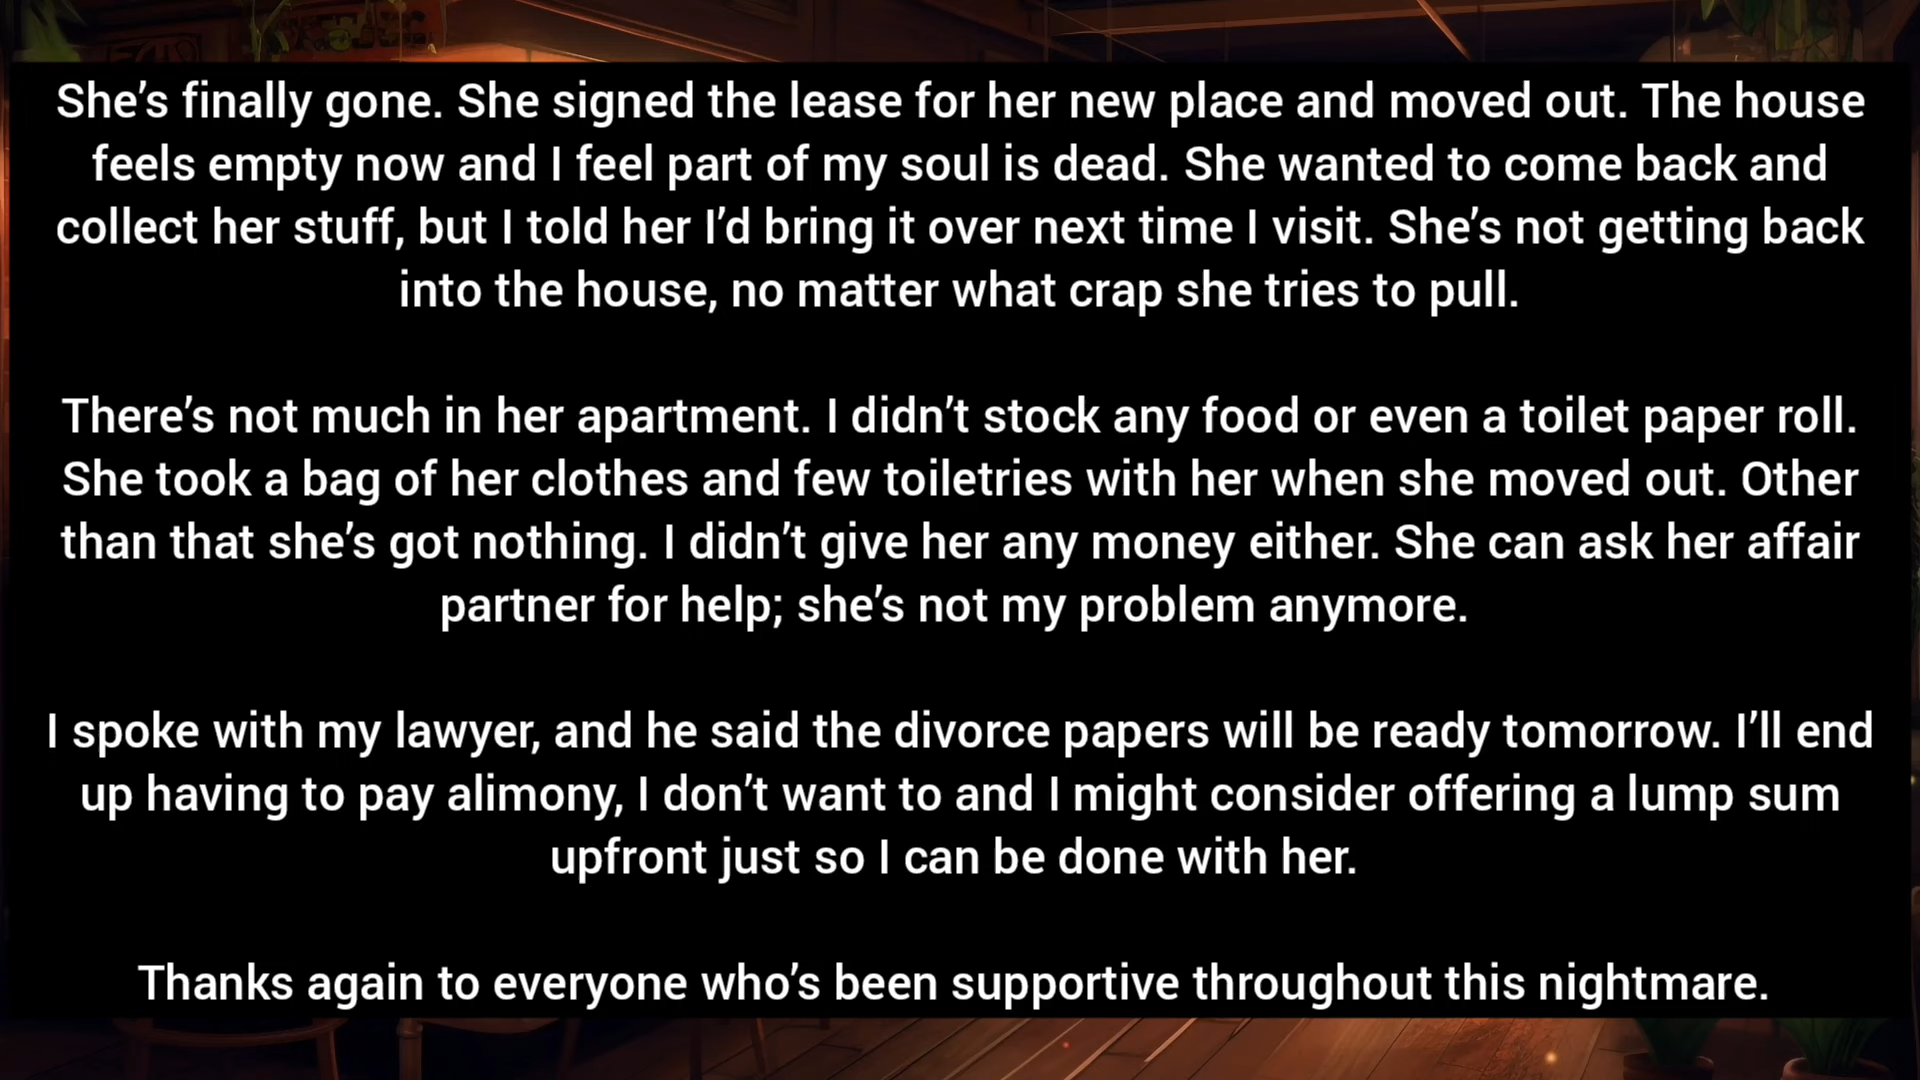 She’s finally gone. She signed the lease for her new place and moved out. The house
feels empty now and I feel part of my soul is dead. She wanted to come back and
collect her stuff, but I told her I’d bring it over next time I visit. She’s not getting back
into the house, no matter what crap she tries to pull.
There’s not much in her apartment. I didn’t stock any food or even a toilet paper roll.
She took a bag of her clothes and few toiletries with her when she moved out. Other
than that she’s got nothing. I didn’t give her any money either. She can ask her affair
partner for help; she’s not my problem anymore.
I spoke with my lawyer, and he said the divorce papers will be ready tomorrow. I’ll end
up having to pay alimony, I don’t want to and I might consider offering a lump sum
upfront just so I can be done with her.
Thanks again to everyone who’s been supportive throughout this nightmare.